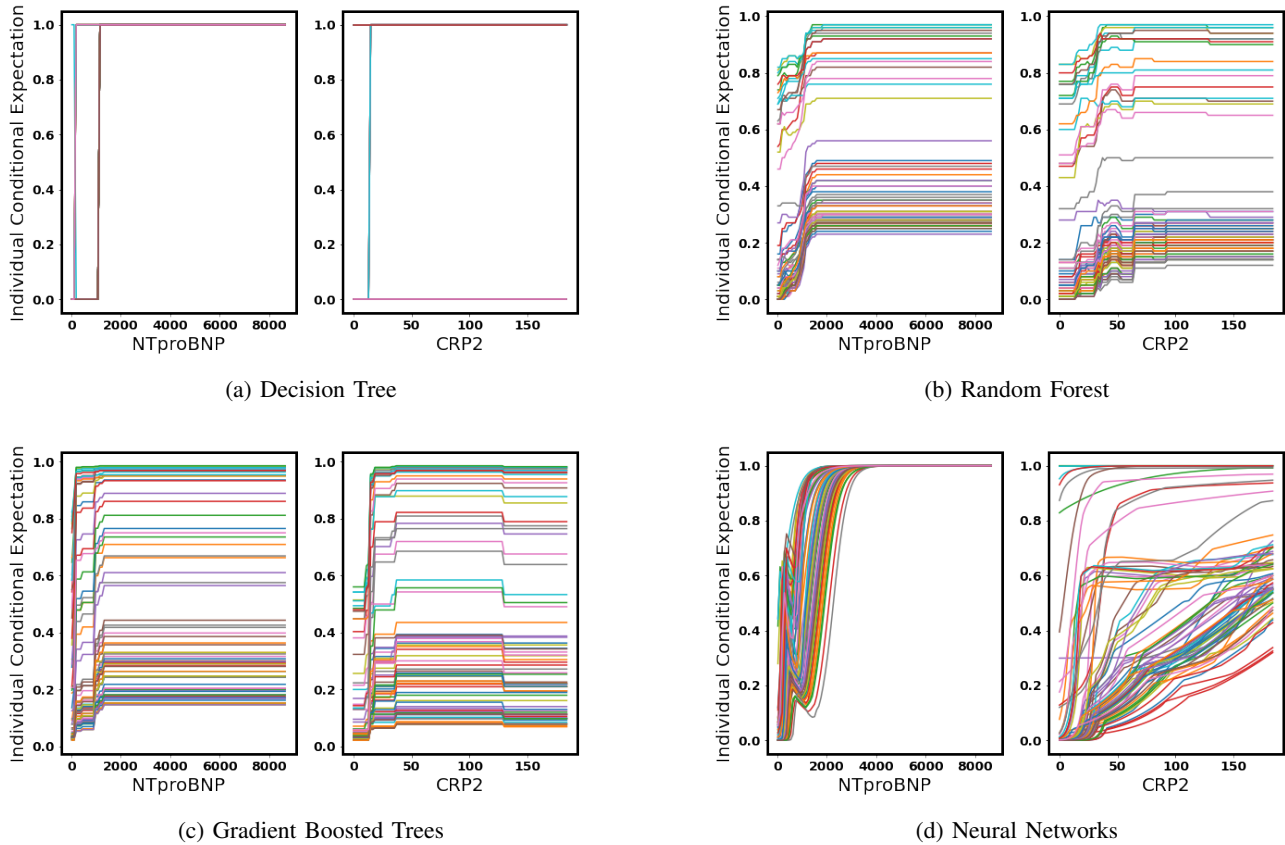 Individual Conditional Expectation
1.0
0.8
0.6
0.4
0.2
0.0
0 2000 4000 6000 8000
NTproBNP
1.0
0.8
0.6
0.4
0.2
0.0
0 50 100 150
CRP2
(a) Decision Tree
Individual Conditional Expectation
1.0
0.8
0.6
0.4
0.2
0.0
0 2000 4000 6000 8000
NTproBNP
1.0
0.8
0.6
0.4
0.2
0.0
0 50 100 150
CRP2
(b) Random Forest
Individual Conditional Expectation
1.0
0.8
0.6
0.4
0.2
0.0
0 2000 4000 6000 8000
NTproBNP
1.0
0.8
0.6
0.4
0.2
0.0
0 50 100 150
CRP2
(c) Gradient Boosted Trees
Individual Conditional Expectation
1.0
0.8
0.6
0.4
0.2
0.0
0 2000 4000 6000 8000
NTproBNP
1.0
0.8
0.6
0.4
0.2
0.0
0 50 100 150
CRP2
(d) Neural Networks